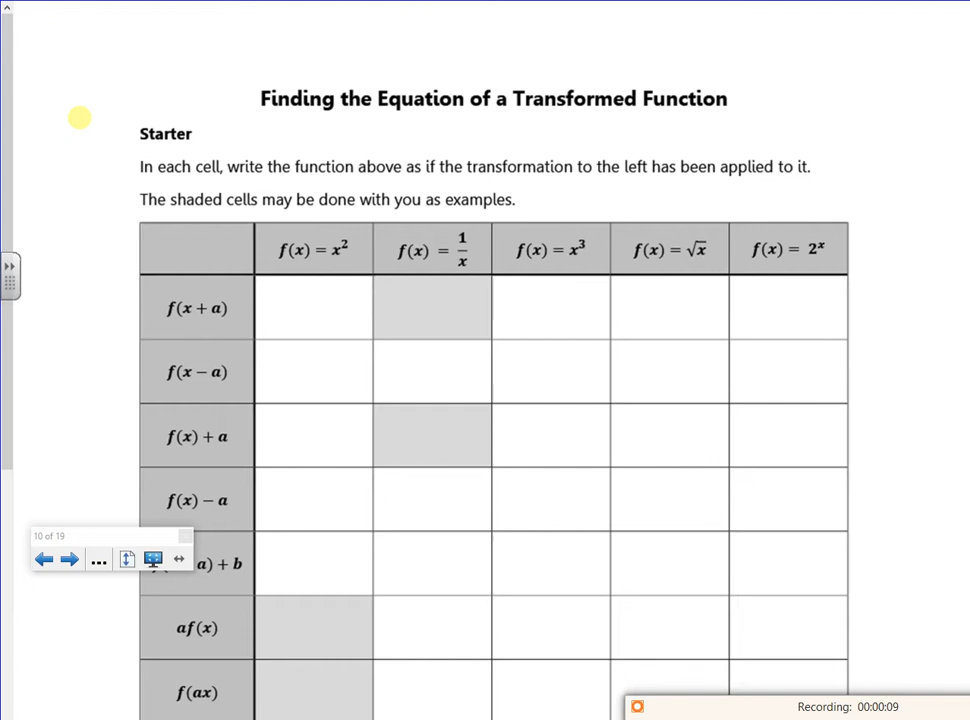 Finding the Equation of a Transformed Function
Starter
In each cell, write the function above as if the transformation to the left has been applied to it.
The shaded cells may be done with you as examples.
f(x) = x² f(x) = 1/x f(x) = x³ f(x) = √x f(x) = 2ˣ
f(x + a)
f(x − a)
f(x) + a
f(x) − a
10 of 19
a) + b
af(x)
f(ax)
Recording: 00:00:09